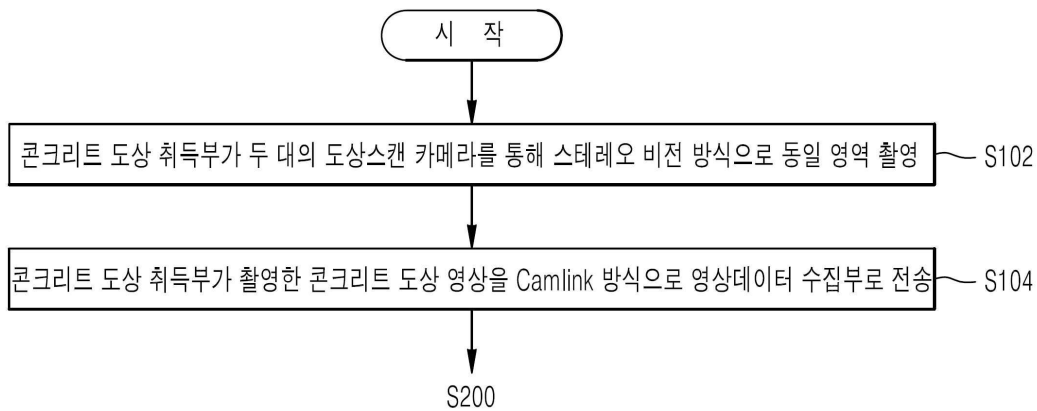 시 작
콘크리트 도상 취득부가 두 대의 도상스캔 카메라를 통해 스테레오 비전 방식으로 동일 영역 촬영
S102
콘크리트 도상 취득부가 촬영한 콘크리트 도상 영상을 Camlink 방식으로 영상데이터 수집부로 전송
S104
S200